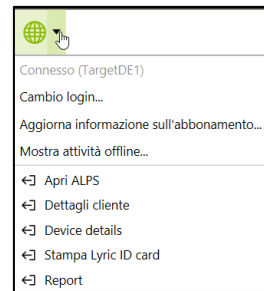 Connesso (TargetDE1)
Cambio login...
Aggiorna informazione sull'abbonamento...
Mostra attività offline...
Apri ALPS
Dettagli cliente
Device details
Stampa Lyric ID card
Report